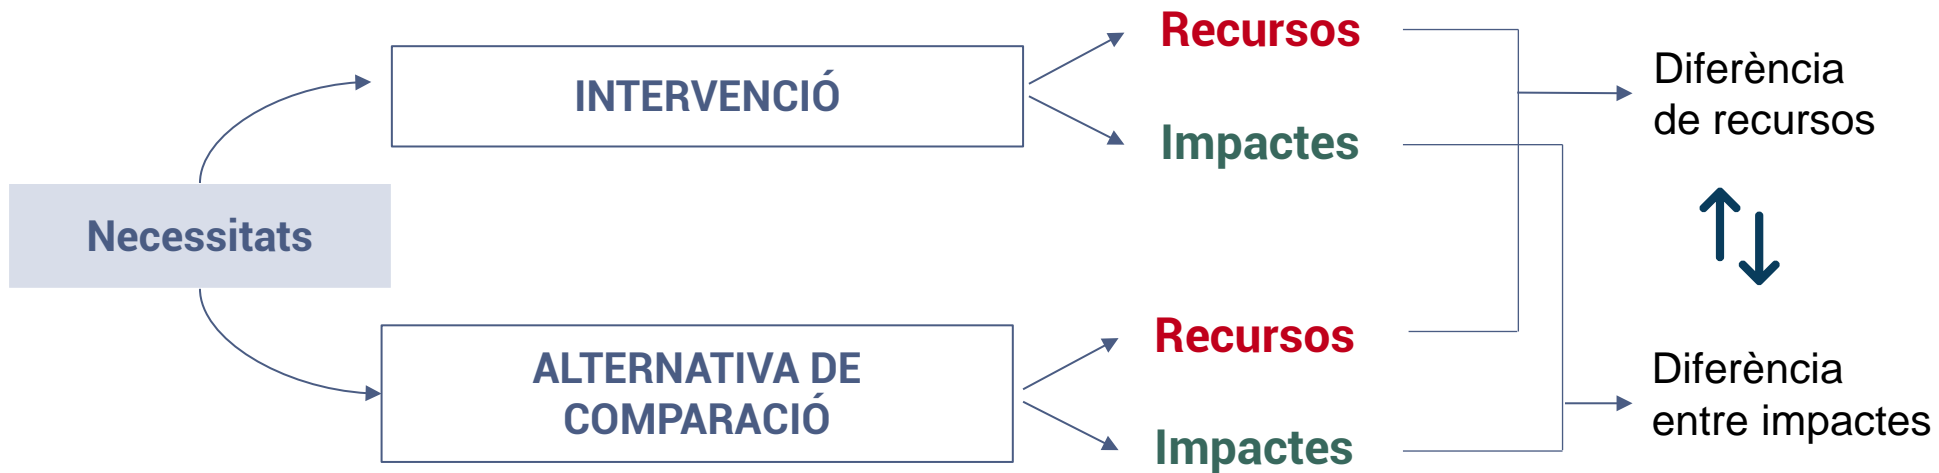 Necessitats
INTERVENCIÓ
Recursos
Impactes
ALTERNATIVA DE
COMPARACIÓ
Recursos
Impactes
Diferència
de recursos
Diferència
entre impactes